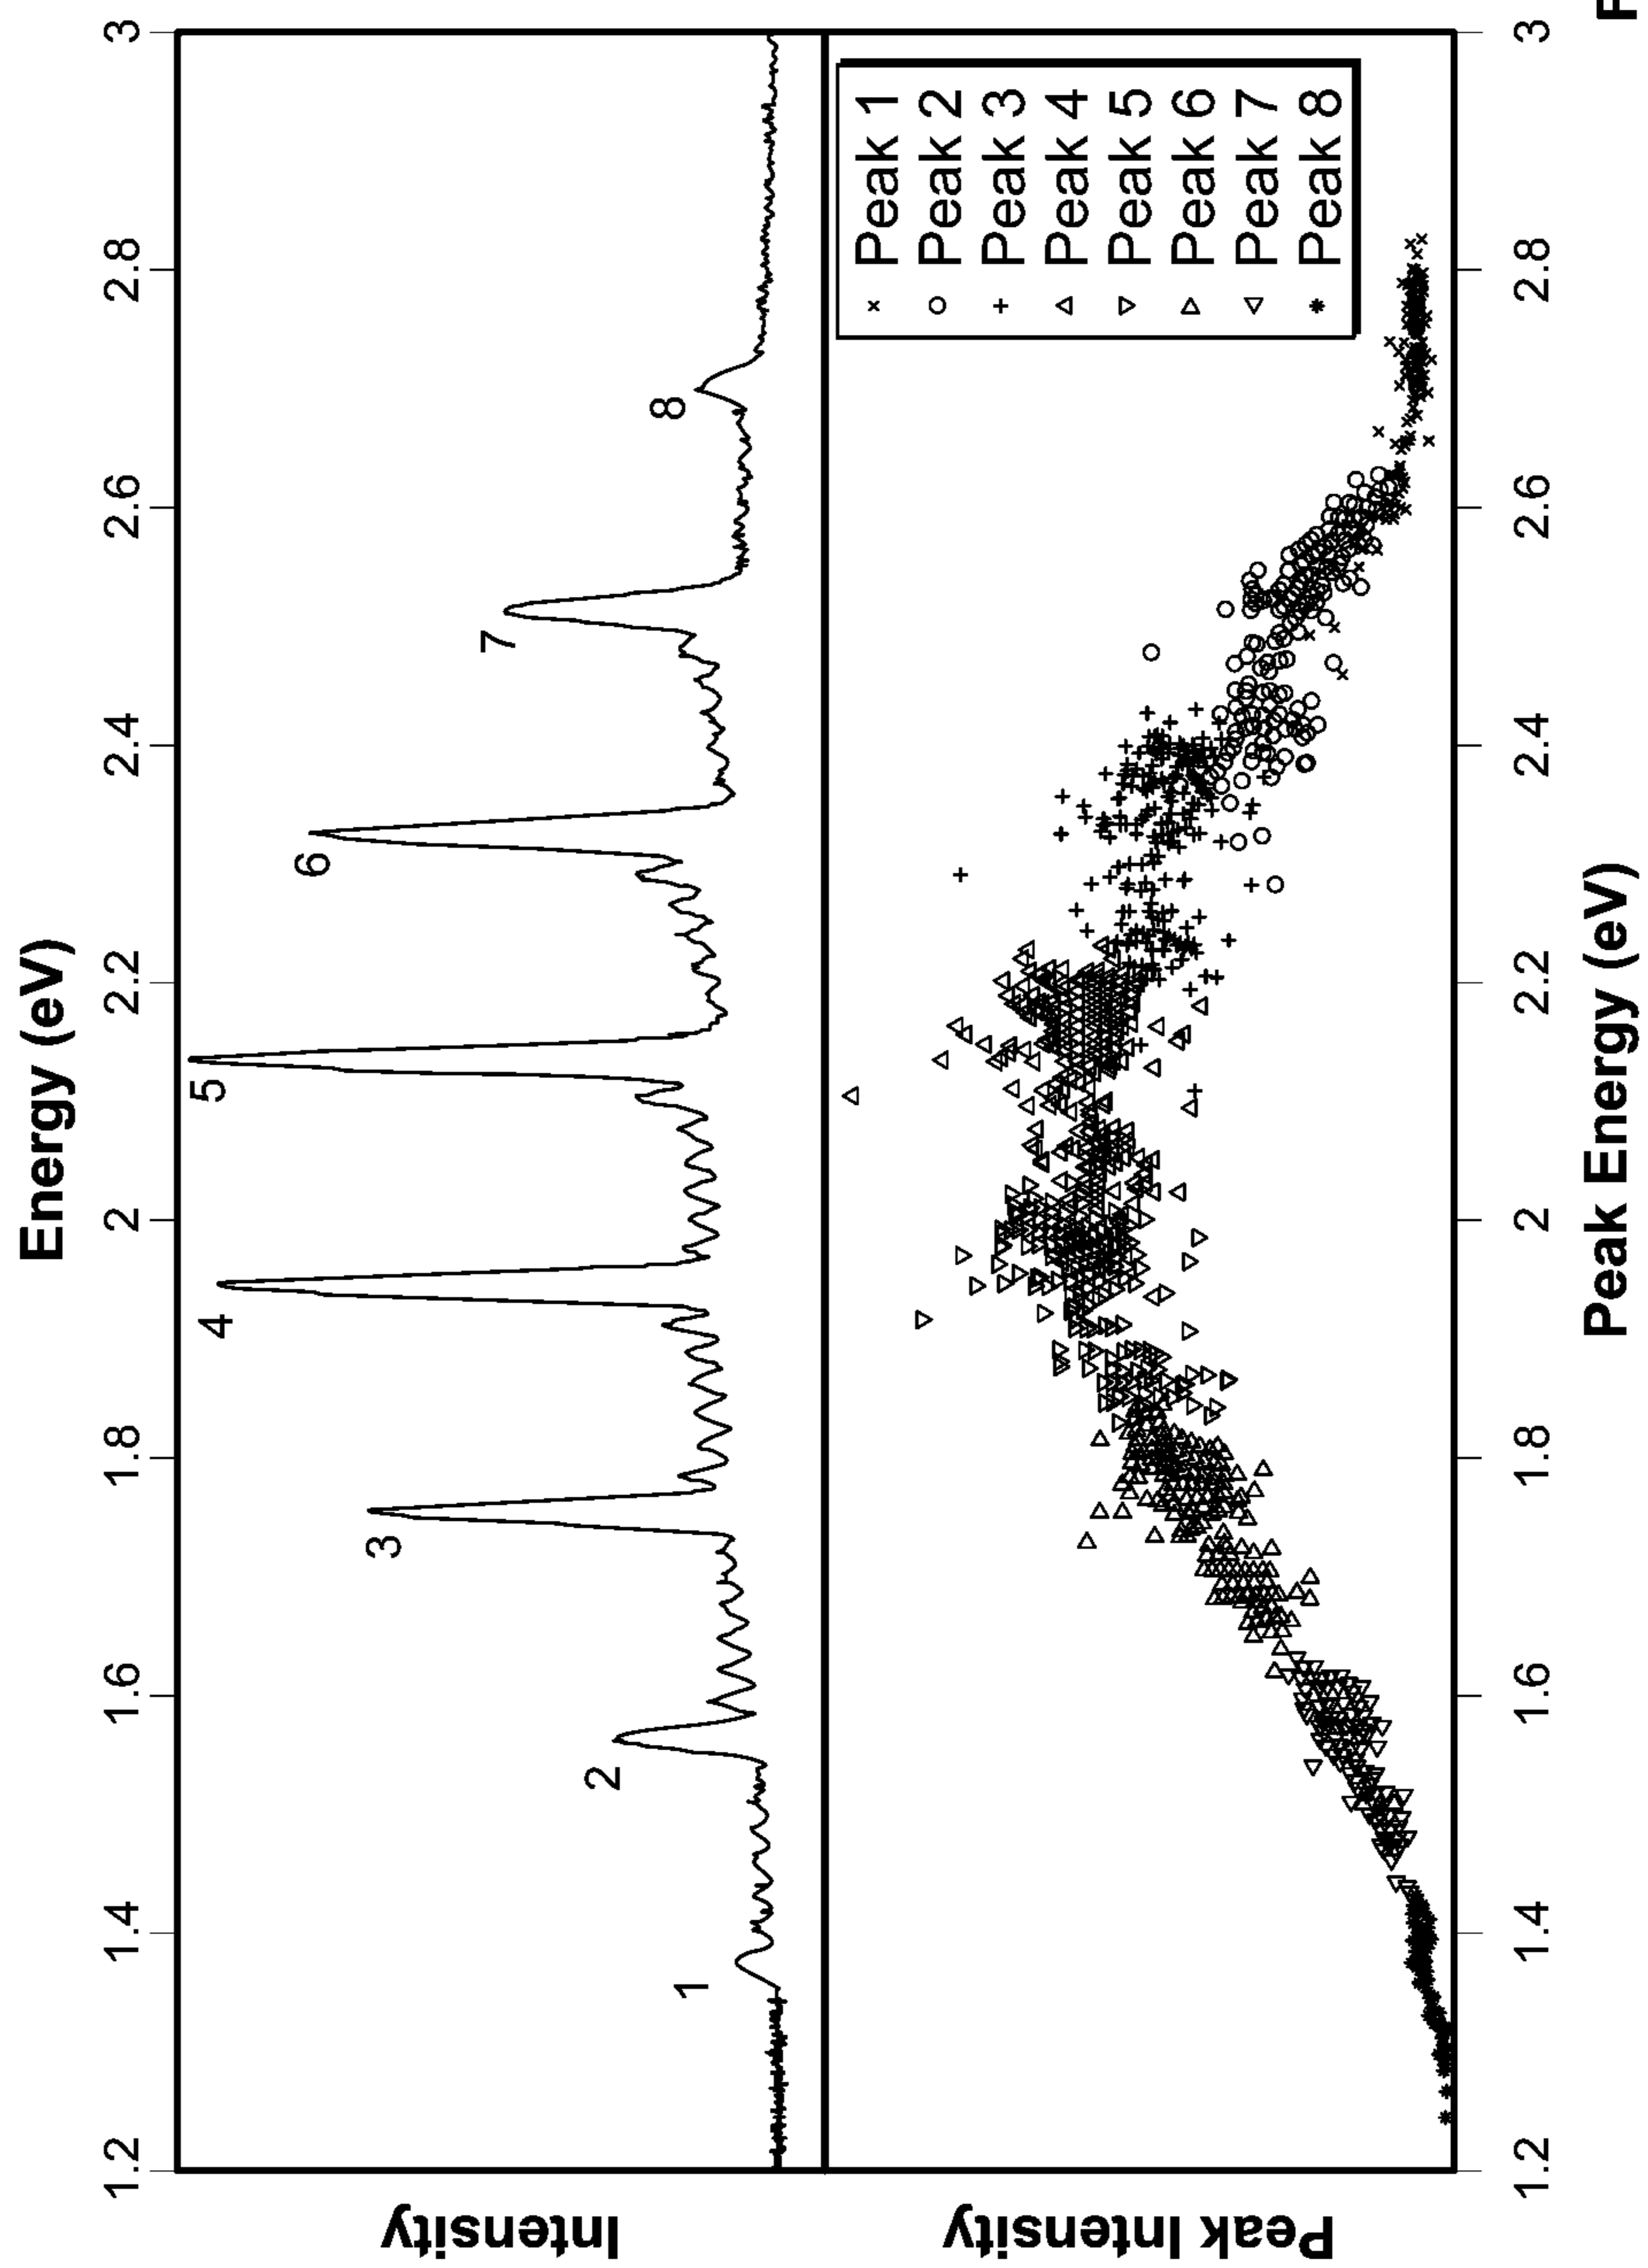 Energy (eV)
1.2 1.4 1.6 1.8 2 2.2 2.4 2.6 2.8 3
Intensity
1 2 3 4 5 6 7 8
Peak Intensity
Peak 1
Peak 2
Peak 3
Peak 4
Peak 5
Peak 6
Peak 7
Peak 8
1.2 1.4 1.6 1.8 2 2.2 2.4 2.6 2.8 3
Peak Energy (eV)